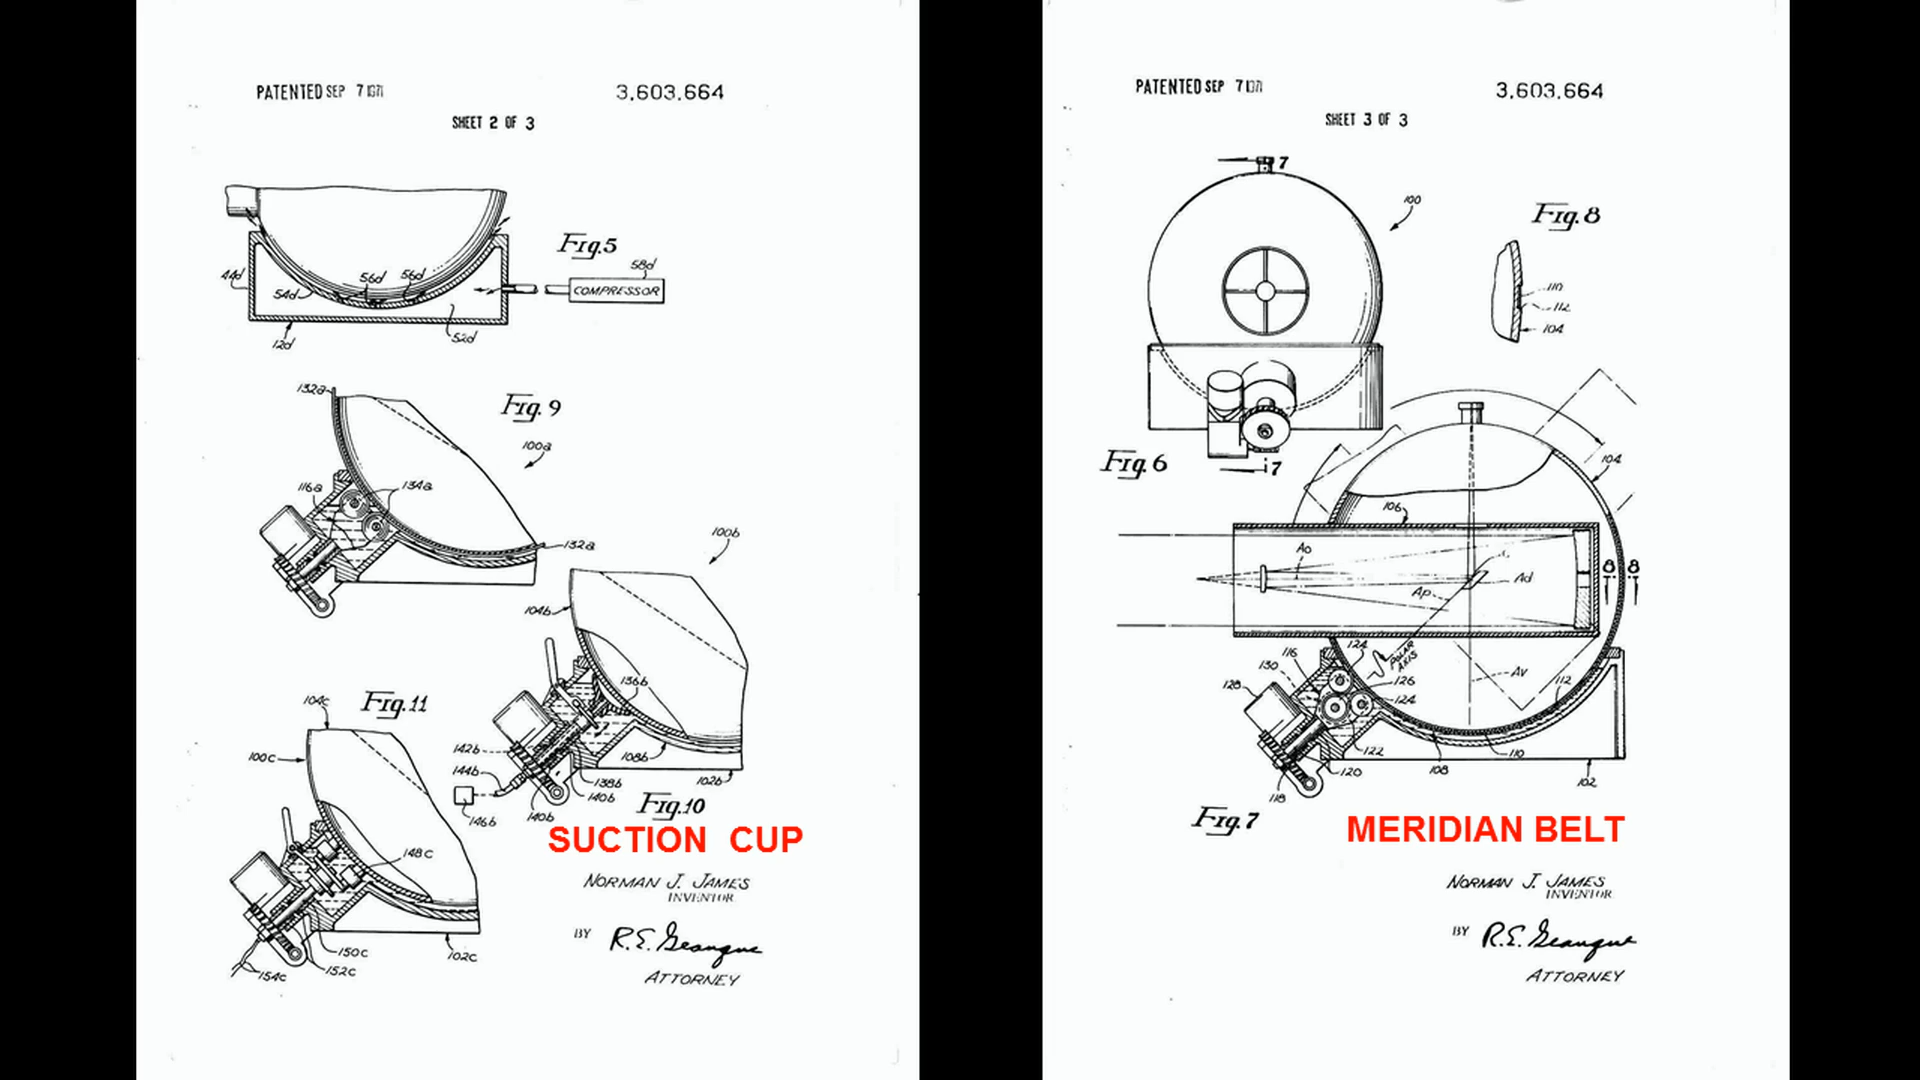 PATENTED SEP 7 1971
3,603,664
SHEET 2 OF 3
Fig.5
58d
COMPRESSOR
44d
54d
56d
56d
52d
12d
132a
Fig.9
100a
116a
134a
132a
100b
104b
136b
142b
144b
146b
140b
138b
140b
108b
102b
Fig.10
SUCTION CUP
104c
Fig.11
100c
148c
150c
152c
154c
102c
NORMAN J. JAMES
INVENTOR
BY R.E. Geangue
ATTORNEY
PATENTED SEP 7 1971
3,603,664
SHEET 3 OF 3
7
100
Fig.8
110
112
104
Fig.6
7
104
106
Ao
Ad
Ap
8 8
POLAR
AXIS
Av
116
124
130
128
126
124
112
122
120
118
108
110
102
Fig.7
MERIDIAN BELT
NORMAN J. JAMES
INVENTOR
BY R.E. Geangue
ATTORNEY